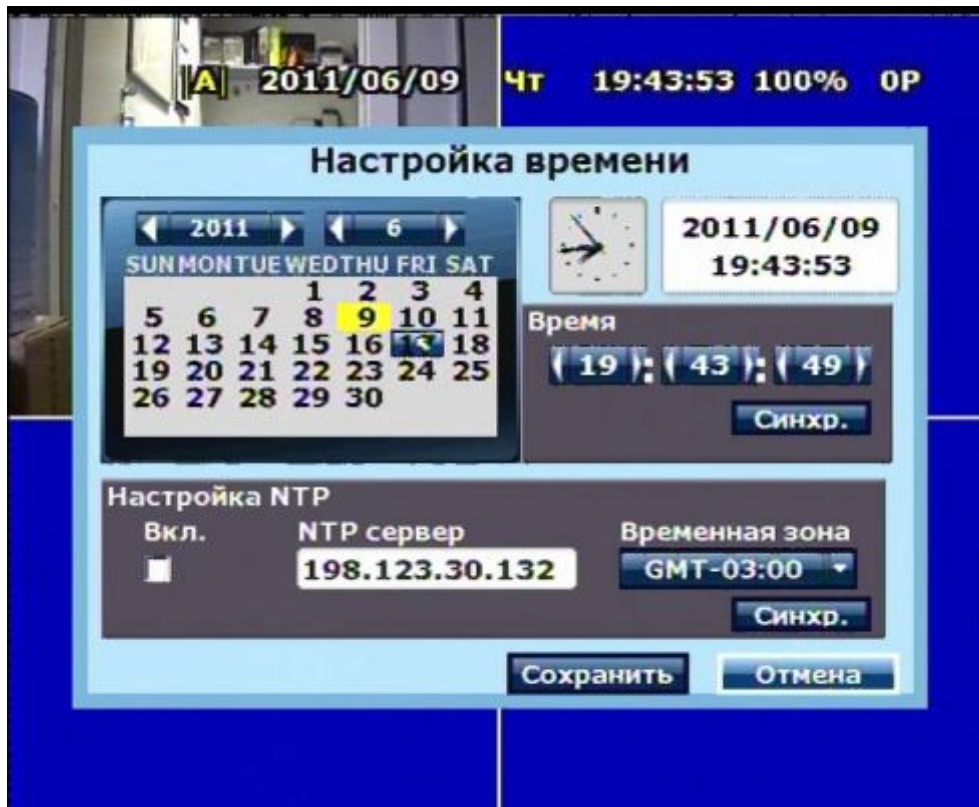 |A| 2011/06/09 Чт 19:43:53 100% 0P
Настройка времени
2011 6
SUN MON TUE WED THU FRI SAT
1 2 3 4
5 6 7 8 9 10 11
12 13 14 15 16 17 18
19 20 21 22 23 24 25
26 27 28 29 30
2011/06/09
19:43:53
Время
19 : 43 : 49
Синхр.
Настройка NTP
Вкл. NTP сервер Временная зона
198.123.30.132 GMT-03:00
Синхр.
Сохранить Отмена